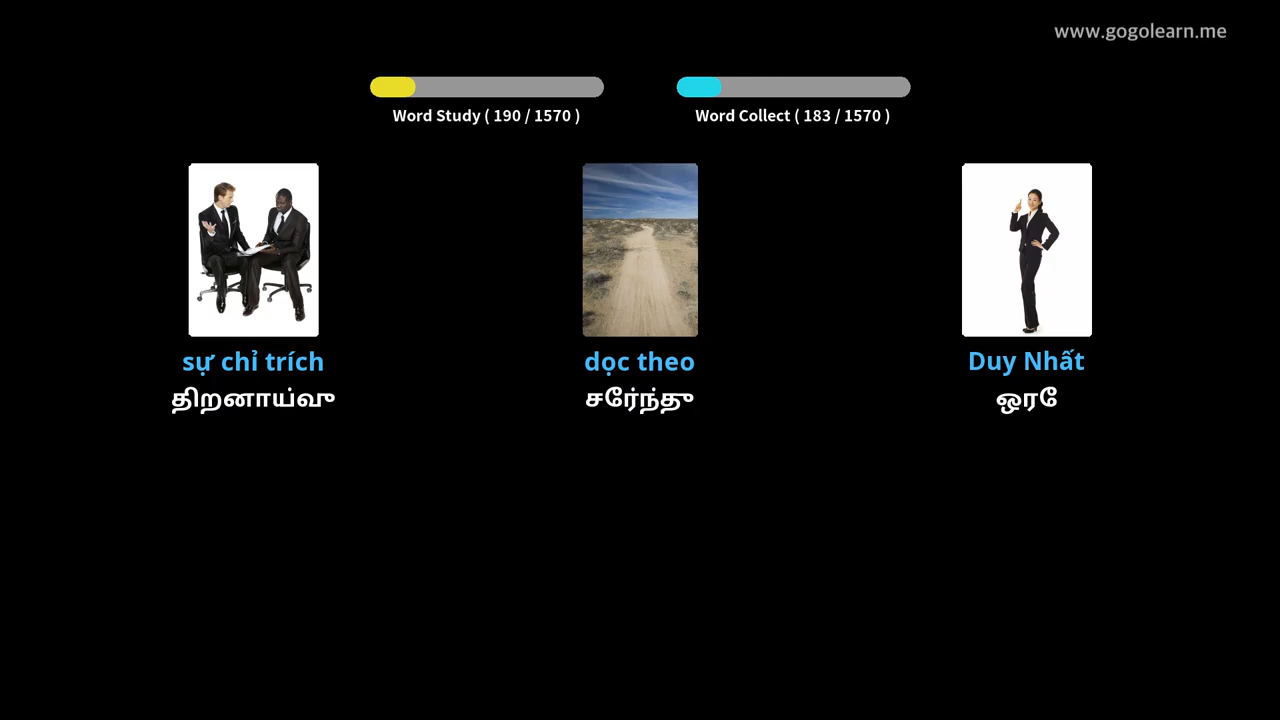 www.gogolearn.me
Word Study ( 190 / 1570 )
Word Collect ( 183 / 1570 )
sự chỉ trích
திறனாய்வு
dọc theo
சேர்ந்து
Duy Nhất
ஒரே